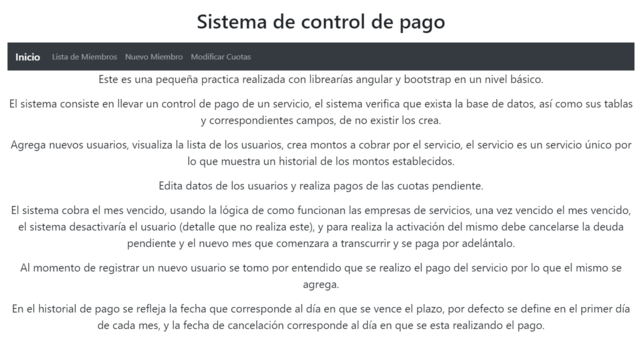 Sistema de control de pago
Inicio Lista de Miembros Nuevo Miembro Modificar Cuotas
Este es una pequeña practica realizada con librearías angular y bootstrap en un nivel básico.
El sistema consiste en llevar un control de pago de un servicio, el sistema verifica que exista la base de datos, así como sus tablas
y correspondientes campos, de no existir los crea.
Agrega nuevos usuarios, visualiza la lista de los usuarios, crea montos a cobrar por el servicio, el servicio es un servicio único por
lo que muestra un historial de los montos establecidos.
Edita datos de los usuarios y realiza pagos de las cuotas pendiente.
El sistema cobra el mes vencido, usando la lógica de como funcionan las empresas de servicios, una vez vencido el mes vencido,
el sistema desactivaría el usuario (detalle que no realiza este), y para realiza la activación del mismo debe cancelarse la deuda
pendiente y el nuevo mes que comenzara a transcurrir y se paga por adelántalo.
Al momento de registrar un nuevo usuario se tomo por entendido que se realizo el pago del servicio por lo que el mismo se
agrega.
En el historial de pago se refleja la fecha que corresponde al día en que se vence el plazo, por defecto se define en el primer día
de cada mes, y la fecha de cancelación corresponde al día en que se esta realizando el pago.